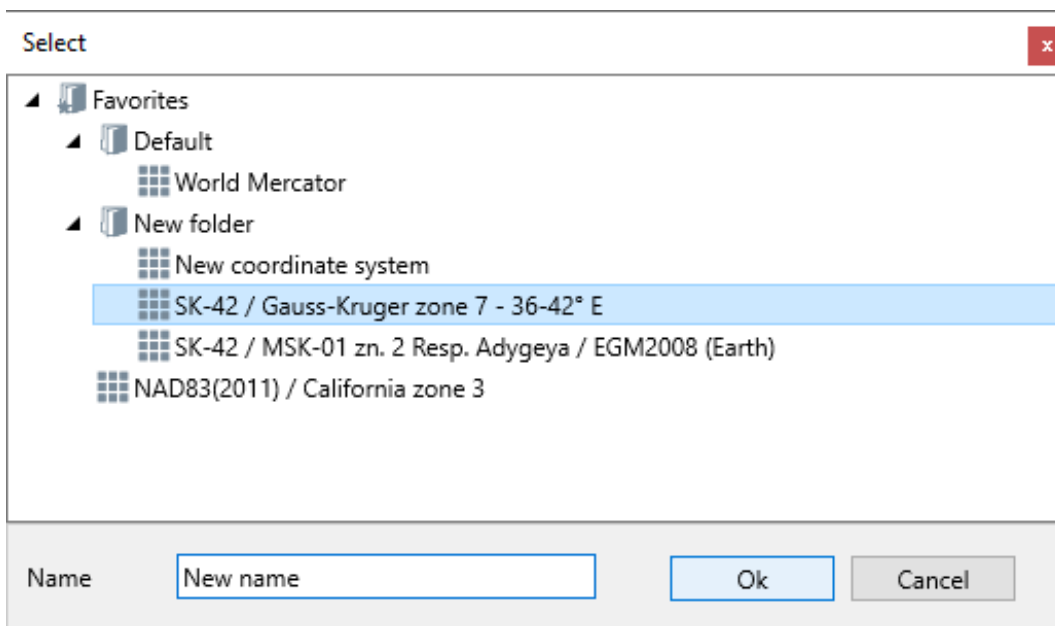 Select
x
Favorites
Default
World Mercator
New folder
New coordinate system
SK-42 / Gauss-Kruger zone 7 - 36-42° E
SK-42 / MSK-01 zn. 2 Resp. Adygeya / EGM2008 (Earth)
NAD83(2011) / California zone 3
Name New name Ok Cancel